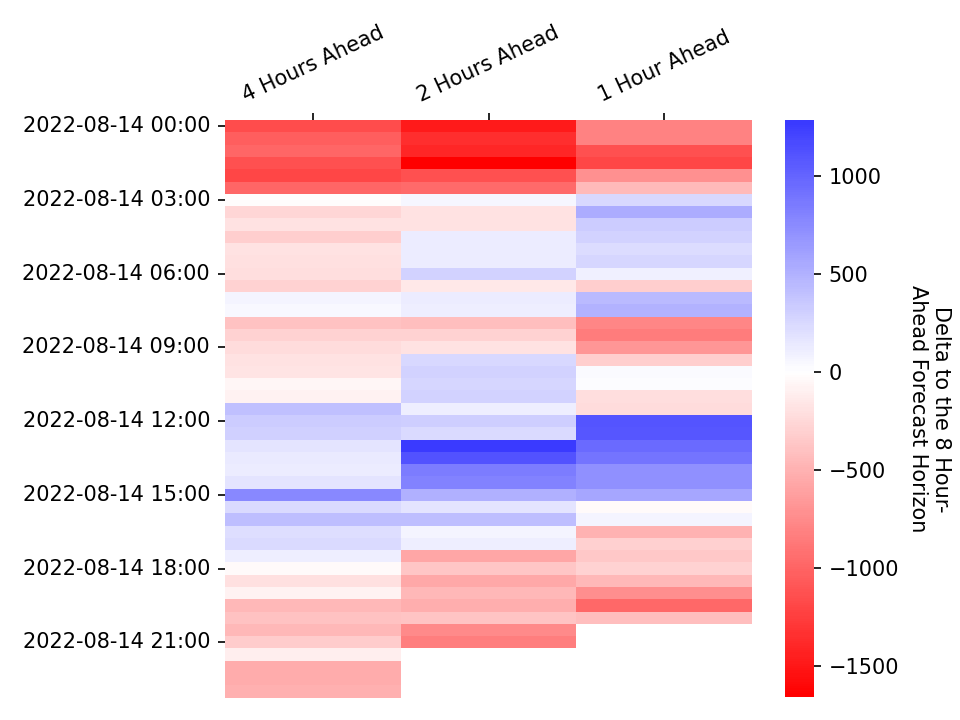 4 Hours Ahead
2 Hours Ahead
1 Hour Ahead
2022-08-14 00:00
2022-08-14 03:00
2022-08-14 06:00
2022-08-14 09:00
2022-08-14 12:00
2022-08-14 15:00
2022-08-14 18:00
2022-08-14 21:00
1000
500
0
−500
−1000
−1500
Delta to the 8 Hour-
Ahead Forecast Horizon